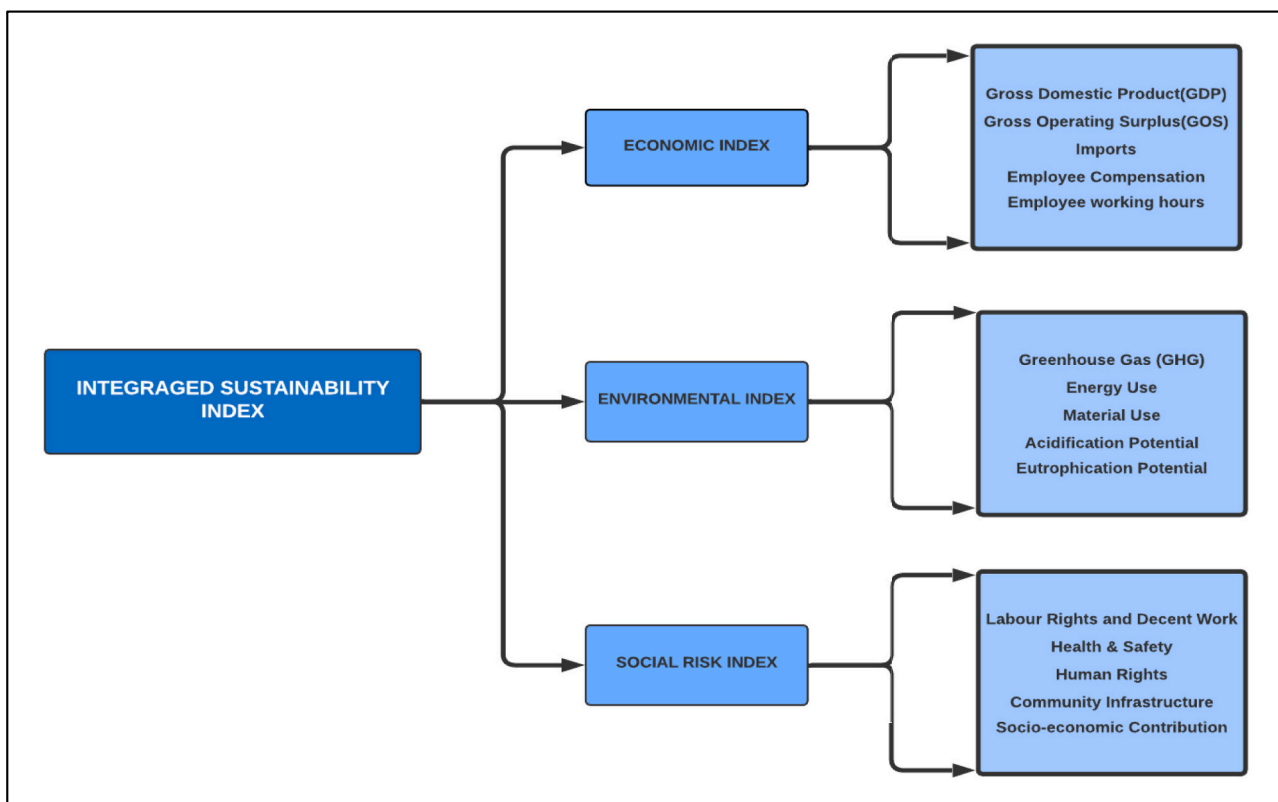 INTEGRAGED SUSTAINABILITY
INDEX
ECONOMIC INDEX
Gross Domestic Product(GDP)
Gross Operating Surplus(GOS)
Imports
Employee Compensation
Employee working hours
ENVIRONMENTAL INDEX
Greenhouse Gas (GHG)
Energy Use
Material Use
Acidification Potential
Eutrophication Potential
SOCIAL RISK INDEX
Labour Rights and Decent Work
Health & Safety
Human Rights
Community Infrastructure
Socio-economic Contribution